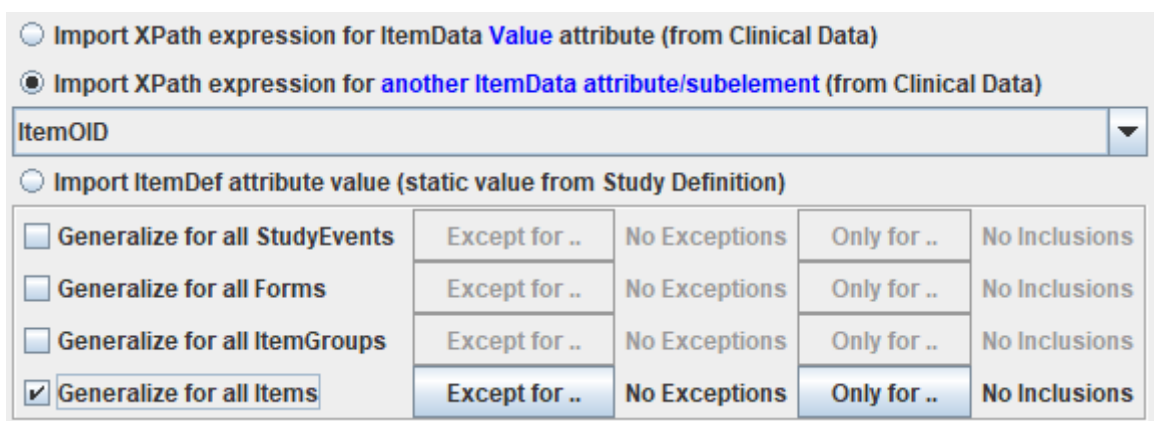 Import XPath expression for ItemData Value attribute (from Clinical Data)
Import XPath expression for another ItemData attribute/subelement (from Clinical Data)
ItemOID
Import ItemDef attribute value (static value from Study Definition)
Generalize for all StudyEvents Except for .. No Exceptions Only for .. No Inclusions
Generalize for all Forms Except for .. No Exceptions Only for .. No Inclusions
Generalize for all ItemGroups Except for .. No Exceptions Only for .. No Inclusions
Generalize for all Items Except for .. No Exceptions Only for .. No Inclusions